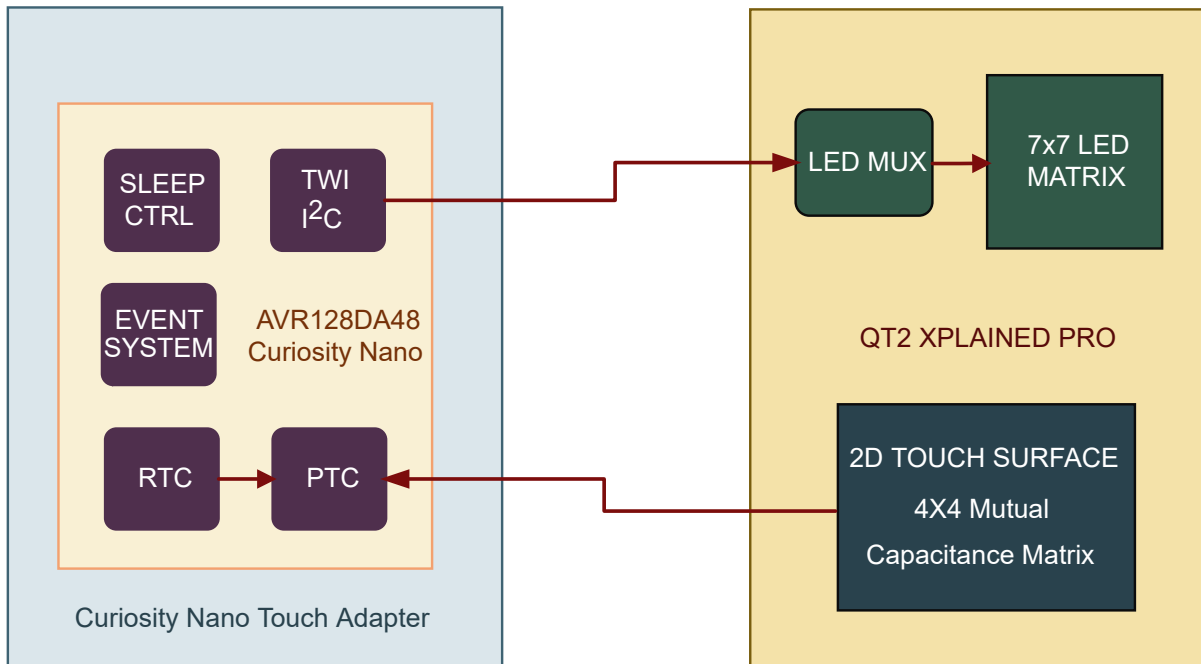 SLEEP
CTRL
TWI
I²C
EVENT
SYSTEM
AVR128DA48
Curiosity Nano
RTC
PTC
Curiosity Nano Touch Adapter
LED MUX
7x7 LED
MATRIX
QT2 XPLAINED PRO
2D TOUCH SURFACE
4X4 Mutual
Capacitance Matrix